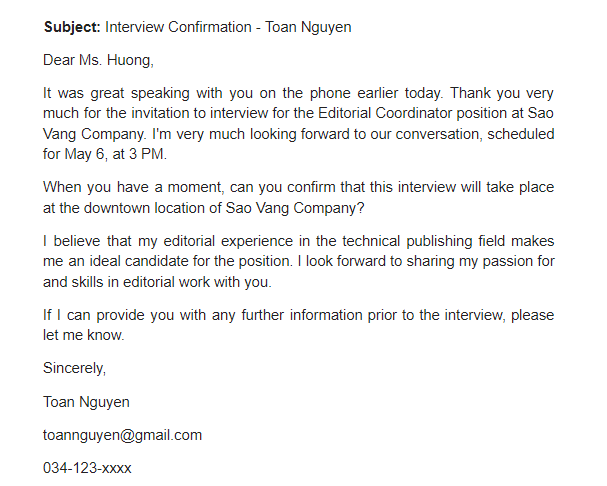 Subject: Interview Confirmation - Toan Nguyen
Dear Ms. Huong,
It was great speaking with you on the phone earlier today. Thank you very
much for the invitation to interview for the Editorial Coordinator position at Sao
Vang Company. I'm very much looking forward to our conversation, scheduled
for May 6, at 3 PM.
When you have a moment, can you confirm that this interview will take place
at the downtown location of Sao Vang Company?
I believe that my editorial experience in the technical publishing field makes
me an ideal candidate for the position. I look forward to sharing my passion for
and skills in editorial work with you.
If I can provide you with any further information prior to the interview, please
let me know.
Sincerely,
Toan Nguyen
toannguyen@gmail.com
034-123-xxxx